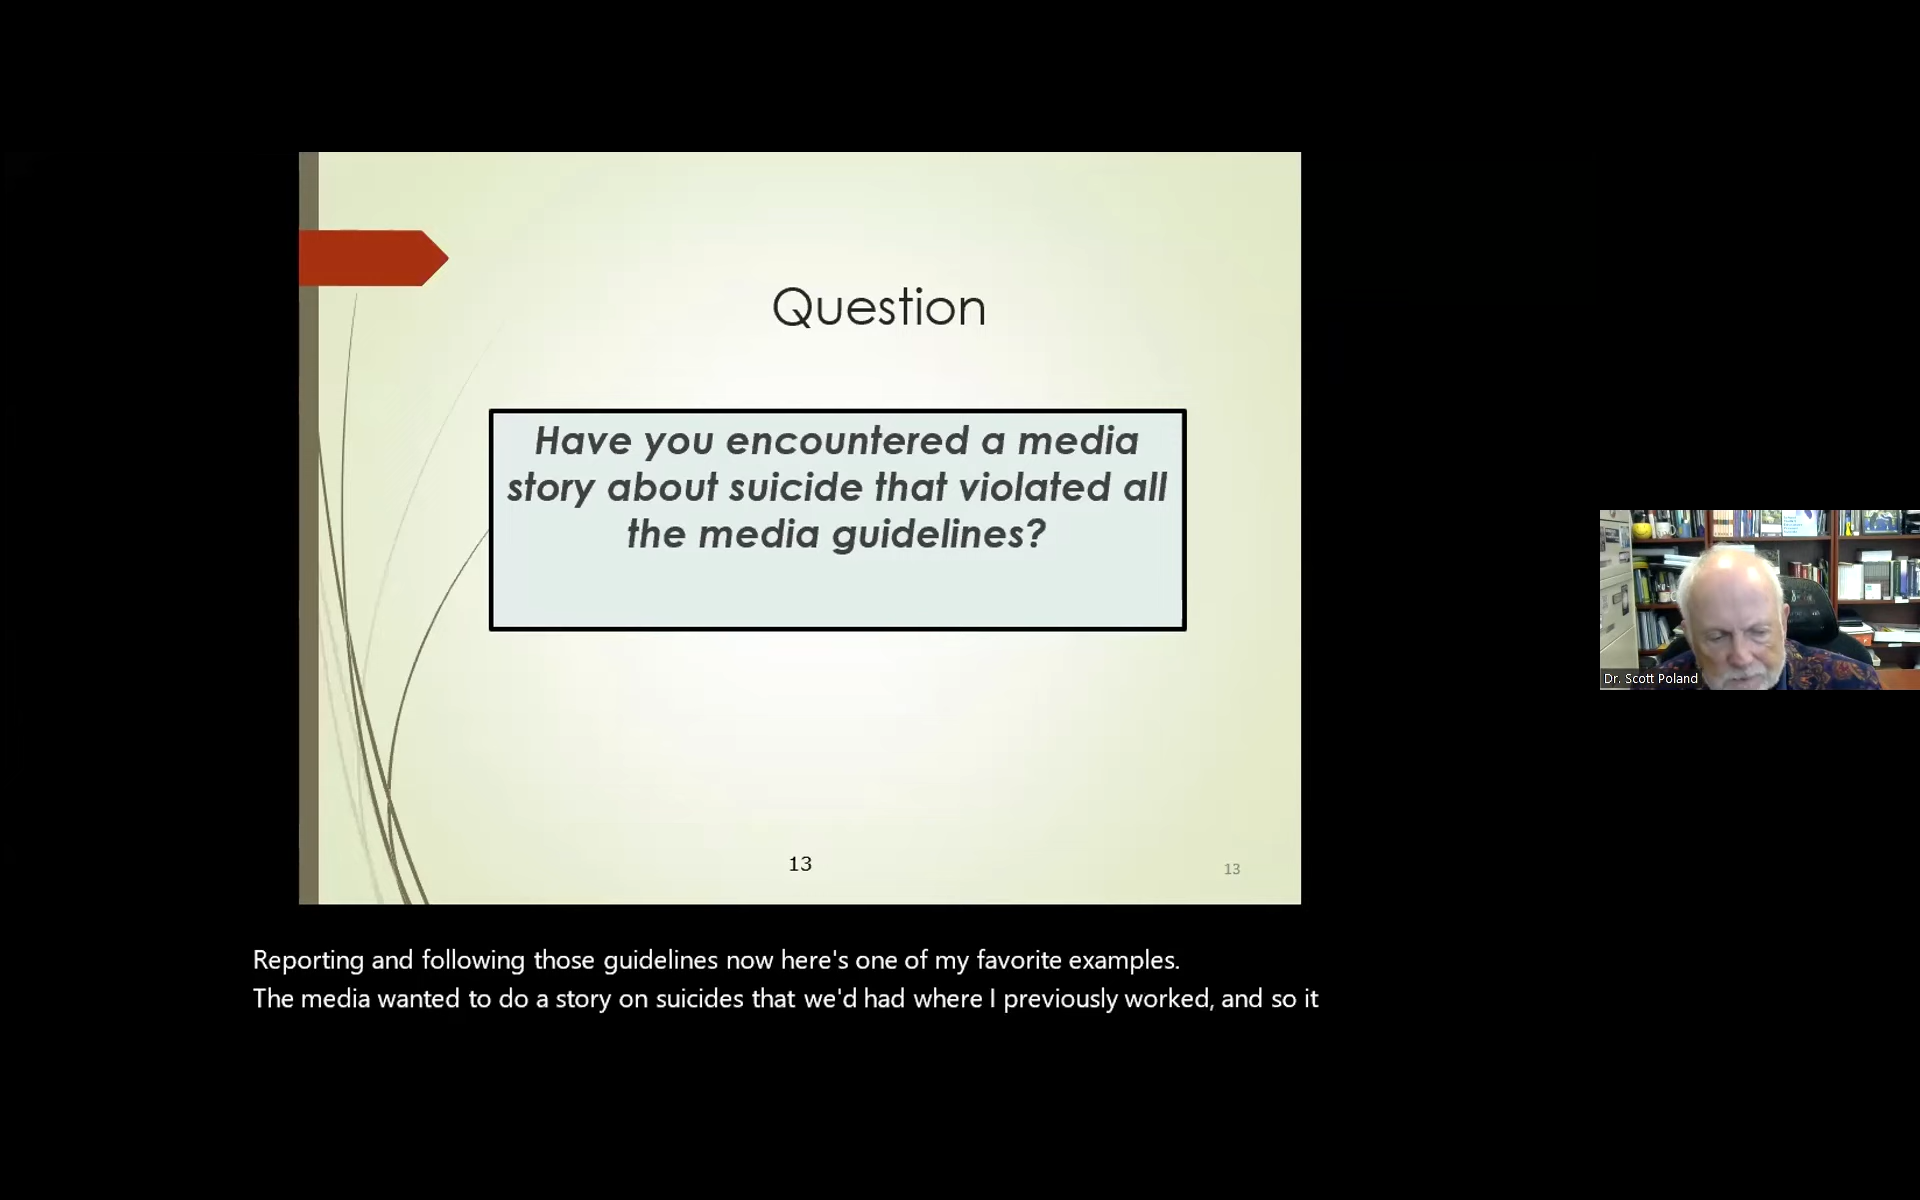 Question
Have you encountered a media
story about suicide that violated all
the media guidelines?
13
13
Dr. Scott Poland
Reporting and following those guidelines now here's one of my favorite examples.
The media wanted to do a story on suicides that we'd had where I previously worked, and so it